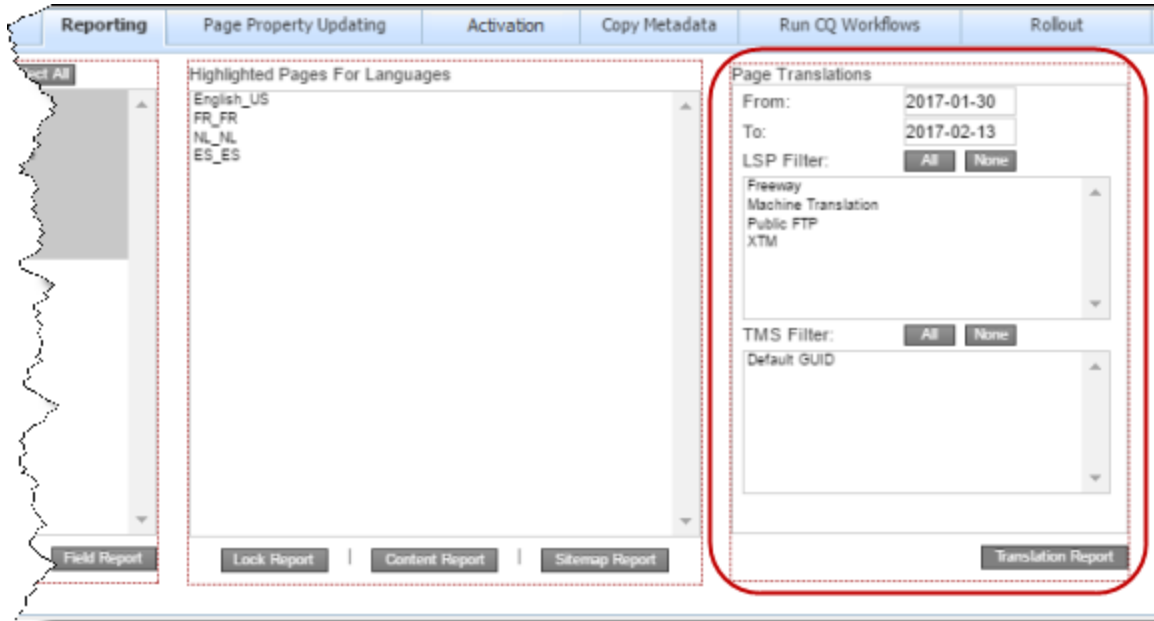 Reporting
Page Property Updating
Activation
Copy Metadata
Run CQ Workflows
Rollout
All
Field Report
Highlighted Pages For Languages
English_US
FR_FR
NL_NL
ES_ES
Lock Report | Content Report | Sitemap Report
Page Translations
From: 2017-01-30
To: 2017-02-13
LSP Filter: All None
Freeway
Machine Translation
Public FTP
XTM
TMS Filter: All None
Default GUID
Translation Report